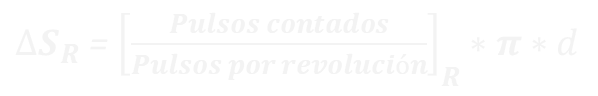 ΔS_R = [Pulsos contados / Pulsos por revolución]_R * π * d